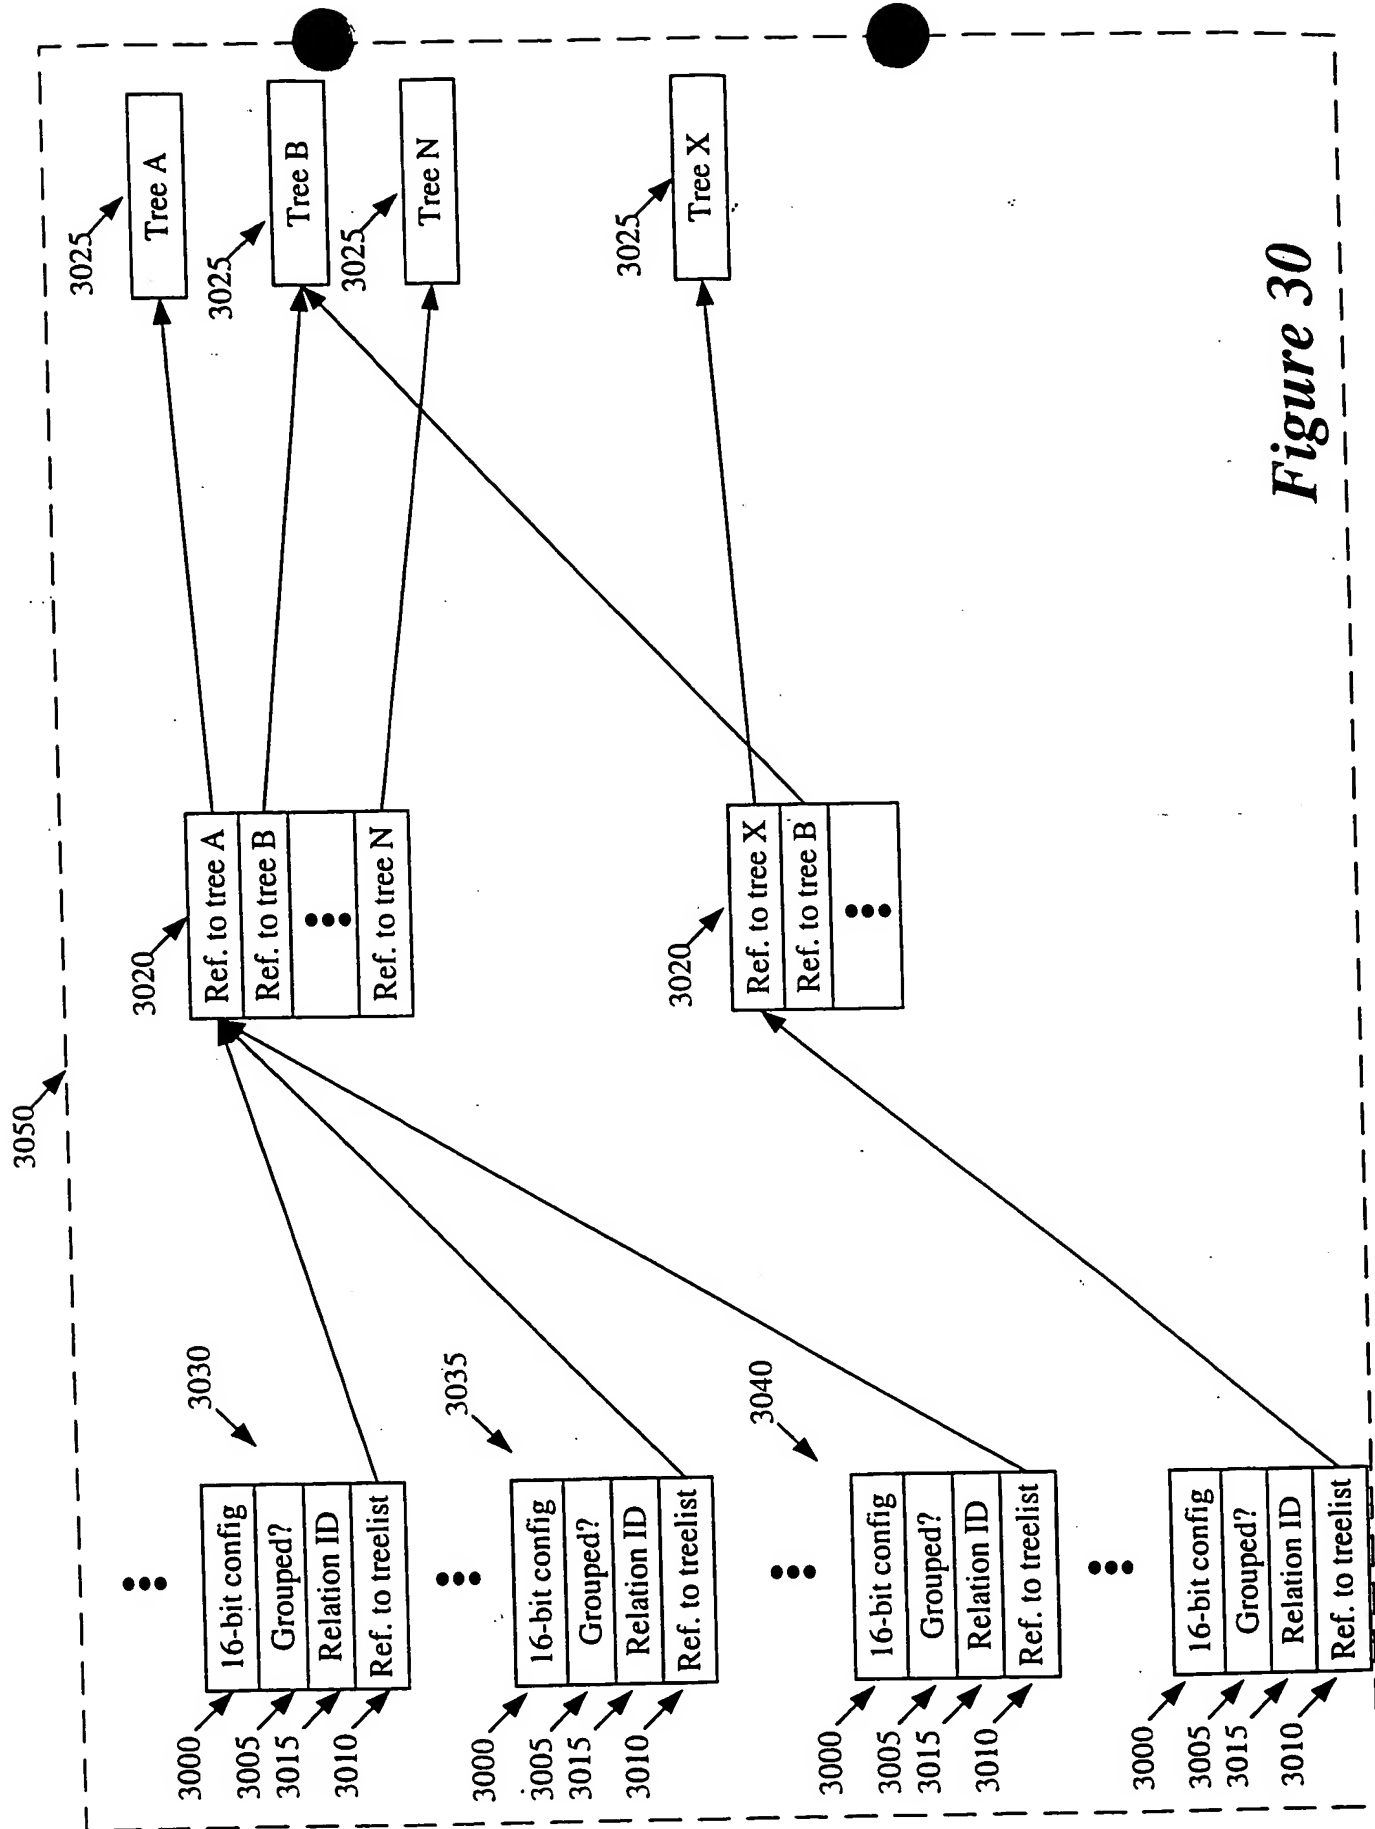 3050
3000
3005
3015
3010
16-bit config
Grouped?
Relation ID
Ref. to treelist
3030
3000
3005
3015
3010
16-bit config
Grouped?
Relation ID
Ref. to treelist
3035
3000
3005
3015
3010
16-bit config
Grouped?
Relation ID
Ref. to treelist
3040
3000
3005
3015
3010
16-bit config
Grouped?
Relation ID
Ref. to treelist
3020
Ref. to tree A
Ref. to tree B
Ref. to tree N
3020
Ref. to tree X
Ref. to tree B
3025
Tree A
3025
Tree B
3025
Tree N
3025
Tree X
Figure 30